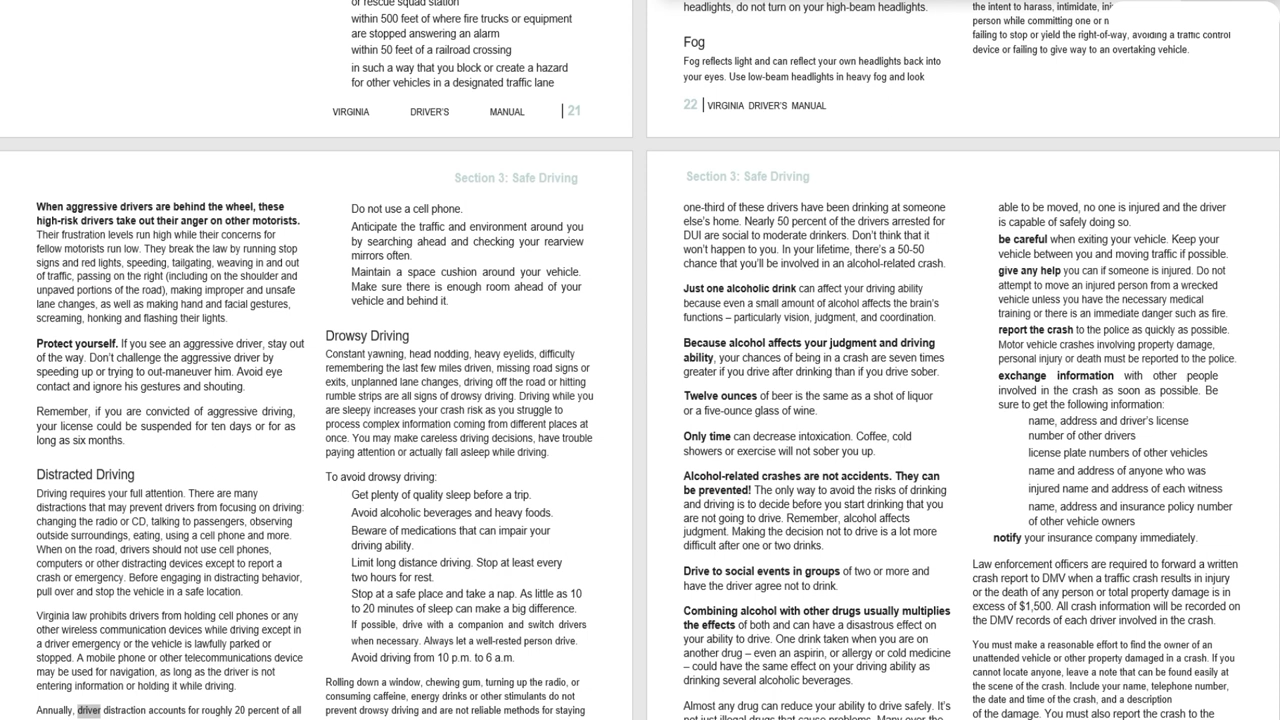 or rescue squad station
within 500 feet of where fire trucks or equipment
are stopped answering an alarm
within 50 feet of a railroad crossing
in such a way that you block or create a hazard
for other vehicles in a designated traffic lane
VIRGINIA DRIVER'S MANUAL | 21
headlights, do not turn on your high-beam headlights.
Fog
Fog reflects light and can reflect your own headlights back into
your eyes. Use low-beam headlights in heavy fog and look
the intent to harass, intimidate,
person while committing one or
failing to stop or yield the right-of-way, avoiding a traffic control
device or failing to give way to an overtaking vehicle.
22 | VIRGINIA DRIVER'S MANUAL
Section 3: Safe Driving
When aggressive drivers are behind the wheel, these
high-risk drivers take out their anger on other motorists.
Their frustration levels run high while their concerns for
fellow motorists run low. They break the law by running stop
signs and red lights, speeding, tailgating, weaving in and out
of traffic, passing on the right (including on the shoulder and
unpaved portions of the road), making improper and unsafe
lane changes, as well as making hand and facial gestures,
screaming, honking and flashing their lights.
Protect yourself. If you see an aggressive driver, stay out
of the way. Don't challenge the aggressive driver by
speeding up or trying to out-maneuver him. Avoid eye
contact and ignore his gestures and shouting.
Remember, if you are convicted of aggressive driving,
your license could be suspended for ten days or for as
long as six months.
Distracted Driving
Driving requires your full attention. There are many
distractions that may prevent drivers from focusing on driving:
changing the radio or CD, talking to passengers, observing
outside surroundings, eating, using a cell phone and more.
When on the road, drivers should not use cell phones,
computers or other distracting devices except to report a
crash or emergency. Before engaging in distracting behavior,
pull over and stop the vehicle in a safe location.
Virginia law prohibits drivers from holding cell phones or any
other wireless communication devices while driving except in
a driver emergency or the vehicle is lawfully parked or
stopped. A mobile phone or other telecommunications device
may be used for navigation, as long as the driver is not
entering information or holding it while driving.
Annually, driver distraction accounts for roughly 20 percent of all
Do not use a cell phone.
Anticipate the traffic and environment around you
by searching ahead and checking your rearview
mirrors often.
Maintain a space cushion around your vehicle.
Make sure there is enough room ahead of your
vehicle and behind it.
Drowsy Driving
Constant yawning, head nodding, heavy eyelids, difficulty
remembering the last few miles driven, missing road signs or
exits, unplanned lane changes, driving off the road or hitting
rumble strips are all signs of drowsy driving. Driving while you
are sleepy increases your crash risk as you struggle to
process complex information coming from different places at
once. You may make careless driving decisions, have trouble
paying attention or actually fall asleep while driving.
To avoid drowsy driving:
Get plenty of quality sleep before a trip.
Avoid alcoholic beverages and heavy foods.
Beware of medications that can impair your
driving ability.
Limit long distance driving. Stop at least every
two hours for rest.
Stop at a safe place and take a nap. As little as 10
to 20 minutes of sleep can make a big difference.
If possible, drive with a companion and switch drivers
when necessary. Always let a well-rested person drive.
Avoid driving from 10 p.m. to 6 a.m.
Rolling down a window, chewing gum, turning up the radio, or
consuming caffeine, energy drinks or other stimulants do not
prevent drowsy driving and are not reliable methods for staying
Section 3: Safe Driving
one-third of these drivers have been drinking at someone
else's home. Nearly 50 percent of the drivers arrested for
DUI are social to moderate drinkers. Don't think that it
won't happen to you. In your lifetime, there's a 50-50
chance that you'll be involved in an alcohol-related crash.
Just one alcoholic drink can affect your driving ability
because even a small amount of alcohol affects the brain's
functions – particularly vision, judgment, and coordination.
Because alcohol affects your judgment and driving
ability, your chances of being in a crash are seven times
greater if you drive after drinking than if you drive sober.
Twelve ounces of beer is the same as a shot of liquor
or a five-ounce glass of wine.
Only time can decrease intoxication. Coffee, cold
showers or exercise will not sober you up.
Alcohol-related crashes are not accidents. They can
be prevented! The only way to avoid the risks of drinking
and driving is to decide before you start drinking that you
are not going to drive. Remember, alcohol affects
judgment. Making the decision not to drive is a lot more
difficult after one or two drinks.
Drive to social events in groups of two or more and
have the driver agree not to drink.
Combining alcohol with other drugs usually multiplies
the effects of both and can have a disastrous effect on
your ability to drive. One drink taken when you are on
another drug – even an aspirin, or allergy or cold medicine
– could have the same effect on your driving ability as
drinking several alcoholic beverages.
Almost any drug can reduce your ability to drive safely. It's
not just illegal drugs that cause problems. Many over-the
able to be moved, no one is injured and the driver
is capable of safely doing so.
be careful when exiting your vehicle. Keep your
vehicle between you and moving traffic if possible.
give any help you can if someone is injured. Do not
attempt to move an injured person from a wrecked
vehicle unless you have the necessary medical
training or there is an immediate danger such as fire.
report the crash to the police as quickly as possible.
Motor vehicle crashes involving property damage,
personal injury or death must be reported to the police.
exchange information with other people
involved in the crash as soon as possible. Be
sure to get the following information:
name, address and driver's license
number of other drivers
license plate numbers of other vehicles
name and address of anyone who was
injured name and address of each witness
name, address and insurance policy number
of other vehicle owners
notify your insurance company immediately.
Law enforcement officers are required to forward a written
crash report to DMV when a traffic crash results in injury
or the death of any person or total property damage is in
excess of $1,500. All crash information will be recorded on
the DMV records of each driver involved in the crash.
You must make a reasonable effort to find the owner of an
unattended vehicle or other property damaged in a crash. If you
cannot locate anyone, leave a note that can be found easily at
the scene of the crash. Include your name, telephone number,
the date and time of the crash, and a description
of the damage. You must also report the crash to the